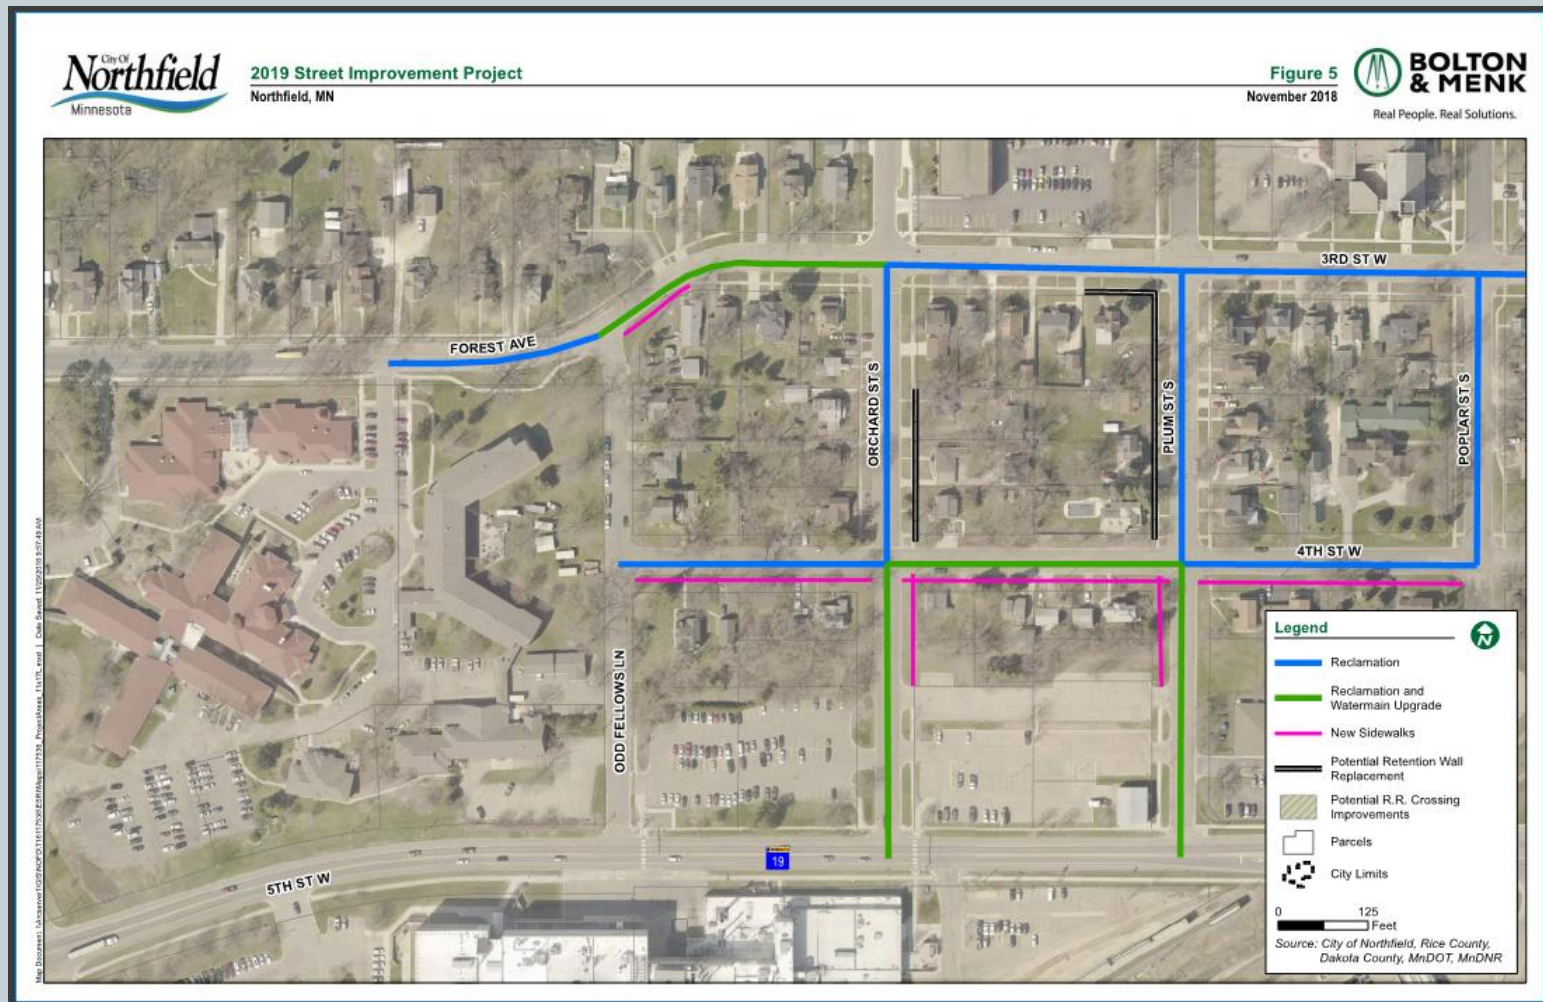 City Of
Northfield
Minnesota
2019 Street Improvement Project
Northfield, MN
Figure 5
November 2018
BOLTON
& MENK
Real People. Real Solutions.
3RD ST W
FOREST AVE
ORCHARD ST S
PLUM ST S
POPLAR ST S
4TH ST W
ODD FELLOWS LN
19
5TH ST W
Legend
N
Reclamation
Reclamation and
Watermain Upgrade
New Sidewalks
Potential Retention Wall
Replacement
Potential R.R. Crossing
Improvements
Parcels
City Limits
0 125
Feet
Source: City of Northfield, Rice County,
Dakota County, MnDOT, MnDNR